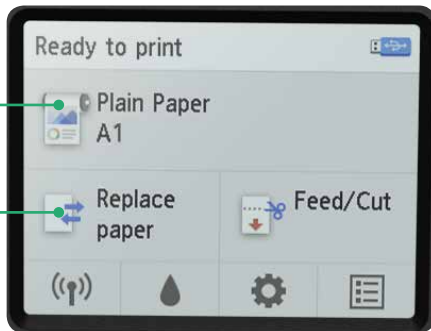 Ready to print
Plain Paper
A1
Replace
paper
Feed/Cut